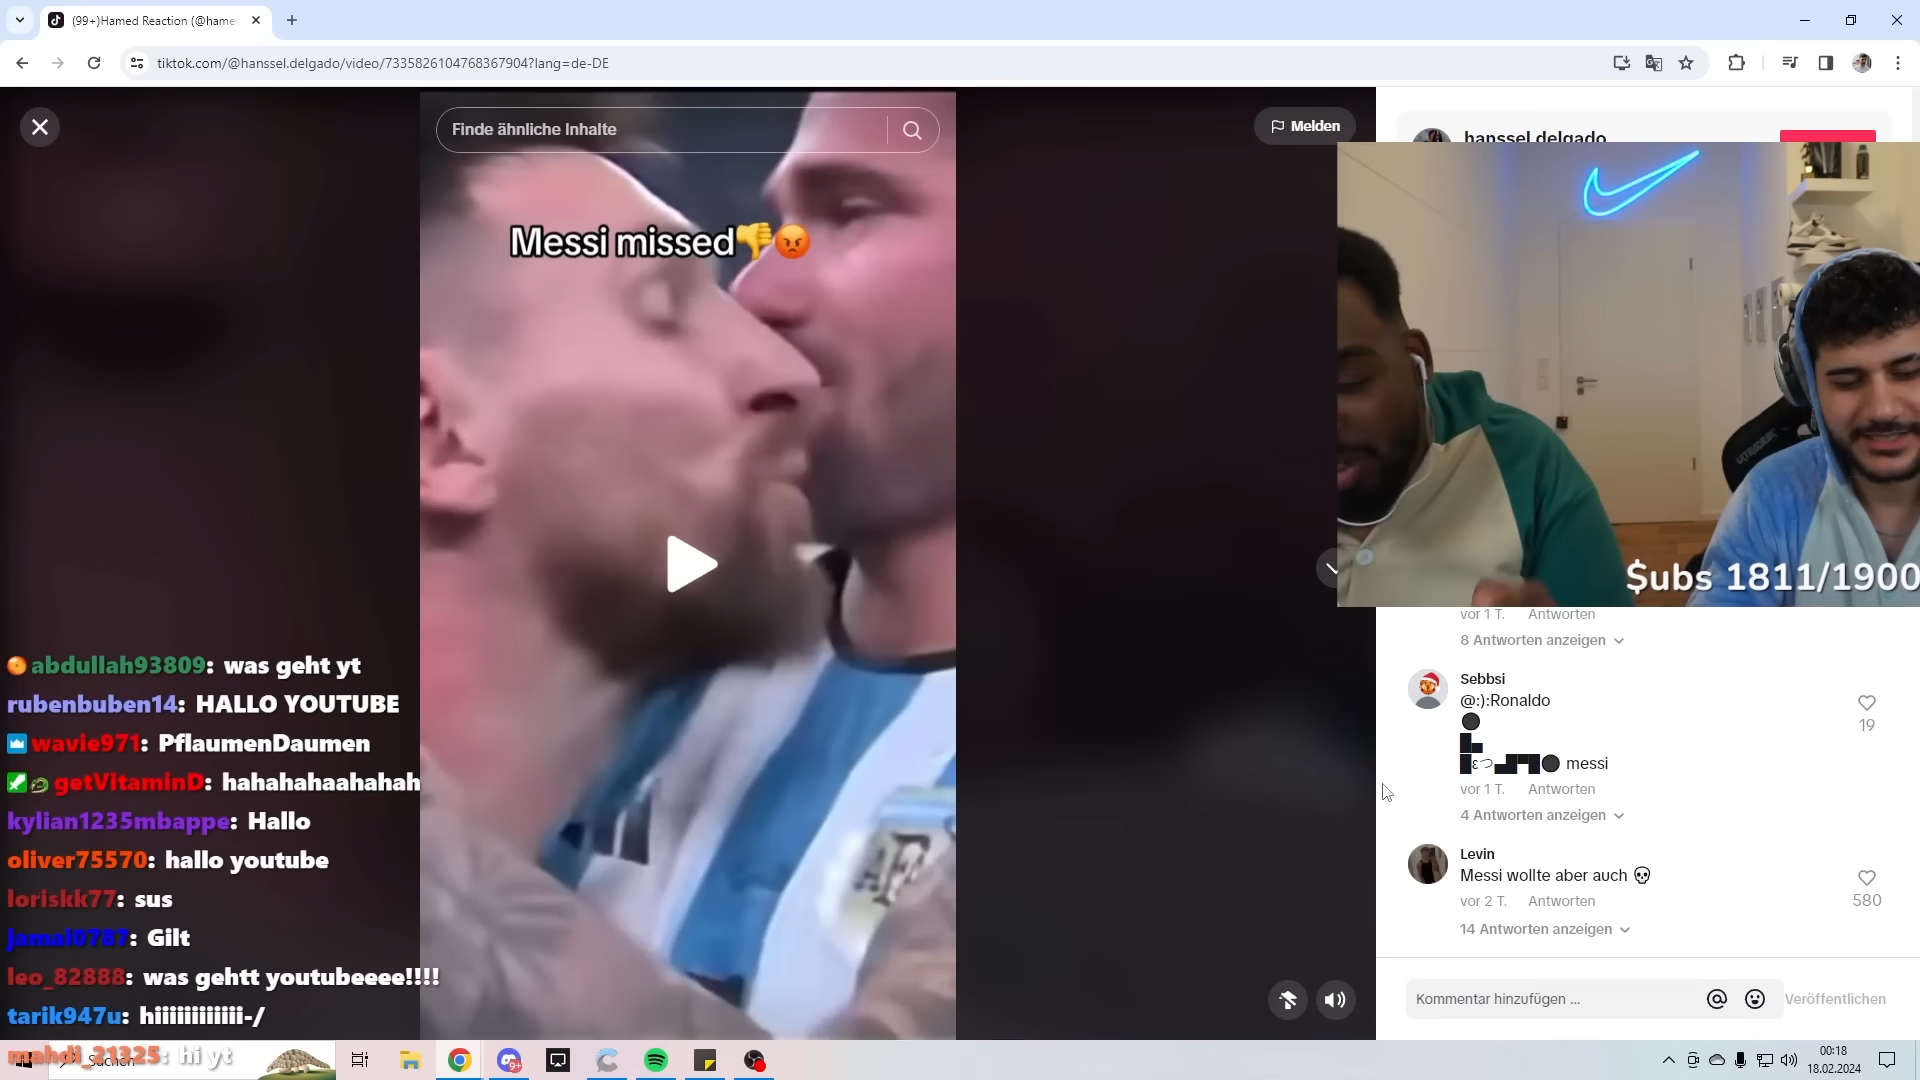 (99+)Hamed Reaction (@hame
tiktok.com/@hanssel.delgado/video/7335826104768367904?lang=de-DE
Finde ähnliche Inhalte
Melden
hanssel.delgado
Messi missed👎😡
$ubs 1811/1900
vor 1 T. Antworten
8 Antworten anzeigen
Sebbsi
@:):Ronaldo
⚫
█▄
█ε⊃▄█▀█⚫ messi
19
vor 1 T. Antworten
4 Antworten anzeigen
Levin
Messi wollte aber auch 💀
580
vor 2 T. Antworten
14 Antworten anzeigen
Kommentar hinzufügen ...
Veröffentlichen
abdullah93809: was geht yt
rubenbuben14: HALLO YOUTUBE
wavie971: PflaumenDaumen
getVitaminD: hahahahaahahah
kylian1235mbappe: Hallo
oliver75570: hallo youtube
loriskk77: sus
jamal0787: Gilt
leo_82888: was gehtt youtubeeee!!!!
tarik947u: hiiiiiiiiiiiii-/
mahdi_21325: hi yt
Suchen
9+
00:18
18.02.2024